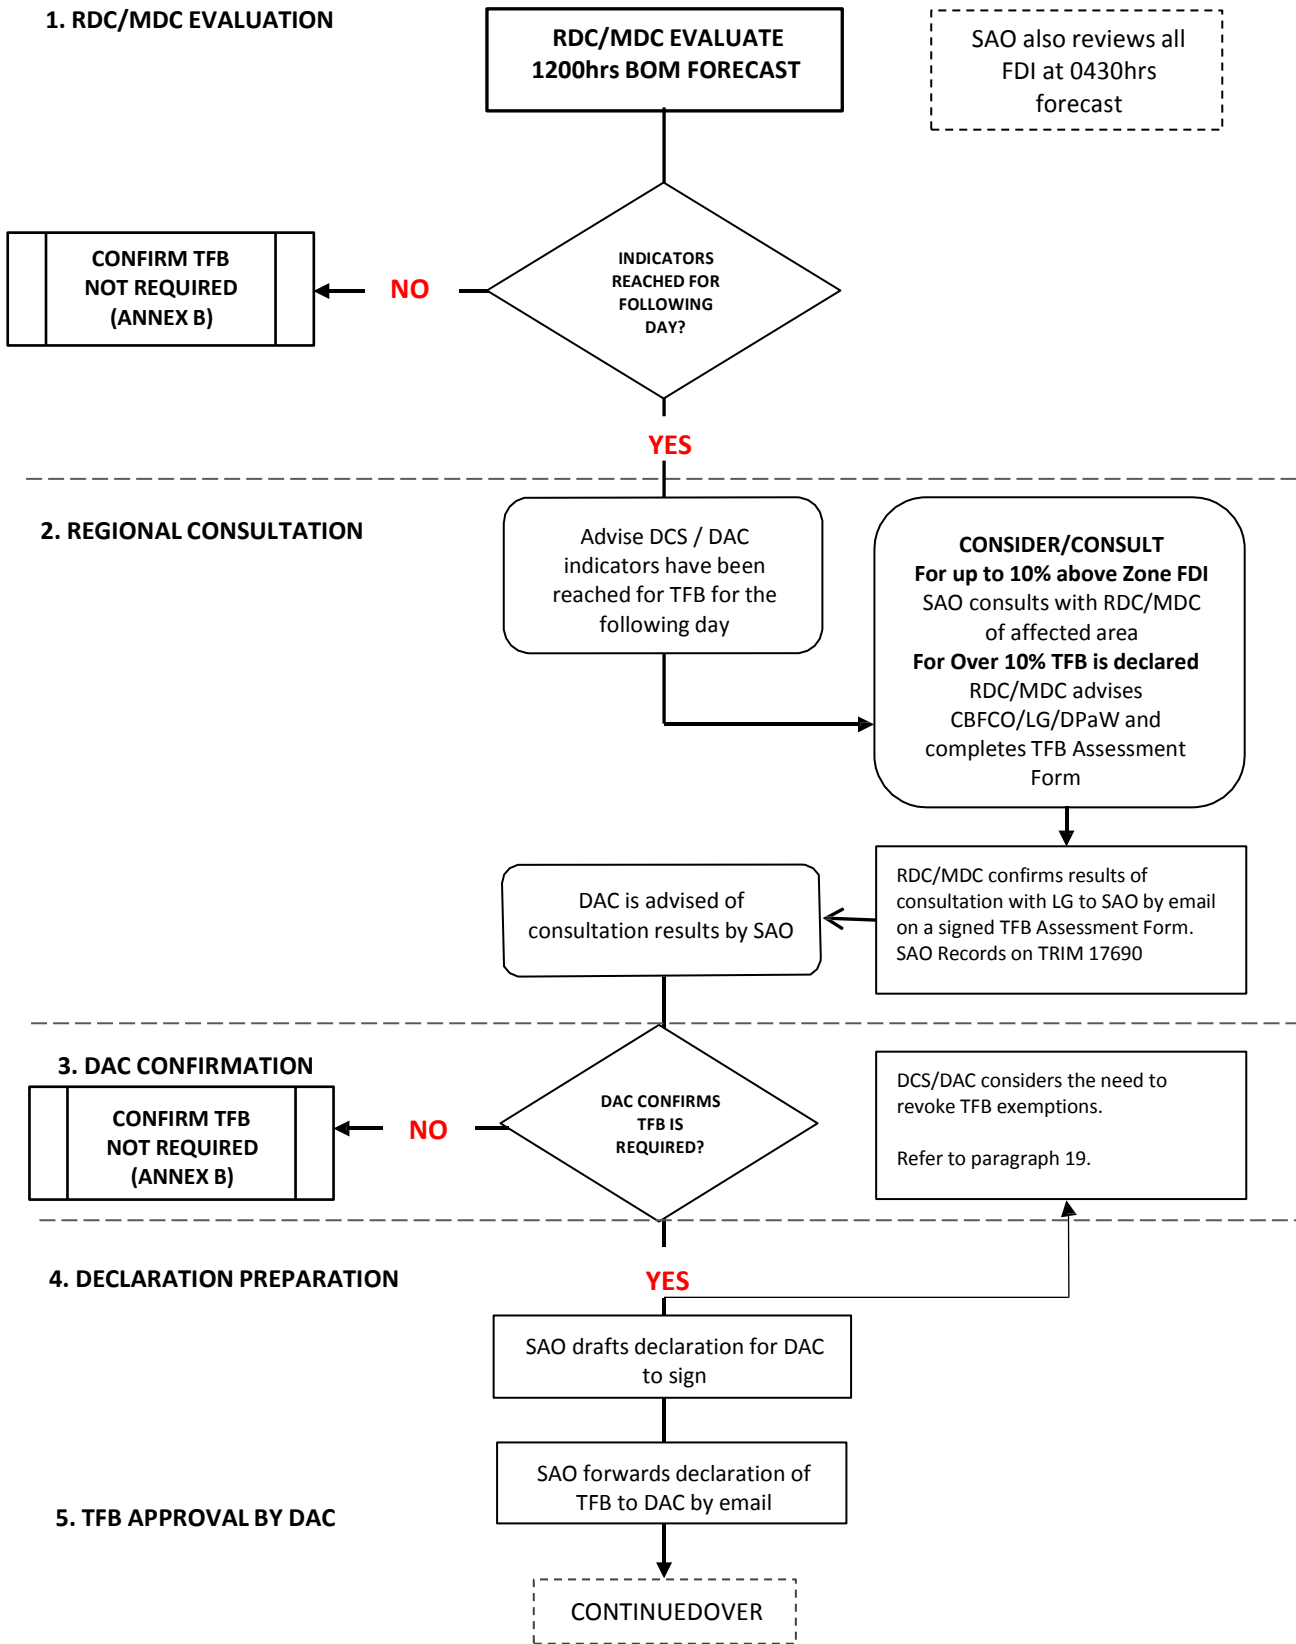 1. RDC/MDC EVALUATION
RDC/MDC EVALUATE
1200hrs BOM FORECAST
SAO also reviews all
FDI at 0430hrs
forecast
CONFIRM TFB
NOT REQUIRED
(ANNEX B)
NO
INDICATORS
REACHED FOR
FOLLOWING
DAY?
YES
2. REGIONAL CONSULTATION
Advise DCS / DAC
indicators have been
reached for TFB for the
following day
CONSIDER/CONSULT
For up to 10% above Zone FDI
SAO consults with RDC/MDC
of affected area
For Over 10% TFB is declared
RDC/MDC advises
CBFCO/LG/DPaW and
completes TFB Assessment
Form
RDC/MDC confirms results of
consultation with LG to SAO by email
on a signed TFB Assessment Form.
SAO Records on TRIM 17690
DAC is advised of
consultation results by SAO
3. DAC CONFIRMATION
CONFIRM TFB
NOT REQUIRED
(ANNEX B)
NO
DAC CONFIRMS
TFB IS
REQUIRED?
DCS/DAC considers the need to
revoke TFB exemptions.
Refer to paragraph 19.
4. DECLARATION PREPARATION
YES
SAO drafts declaration for DAC
to sign
SAO forwards declaration of
TFB to DAC by email
5. TFB APPROVAL BY DAC
CONTINUEDOVER